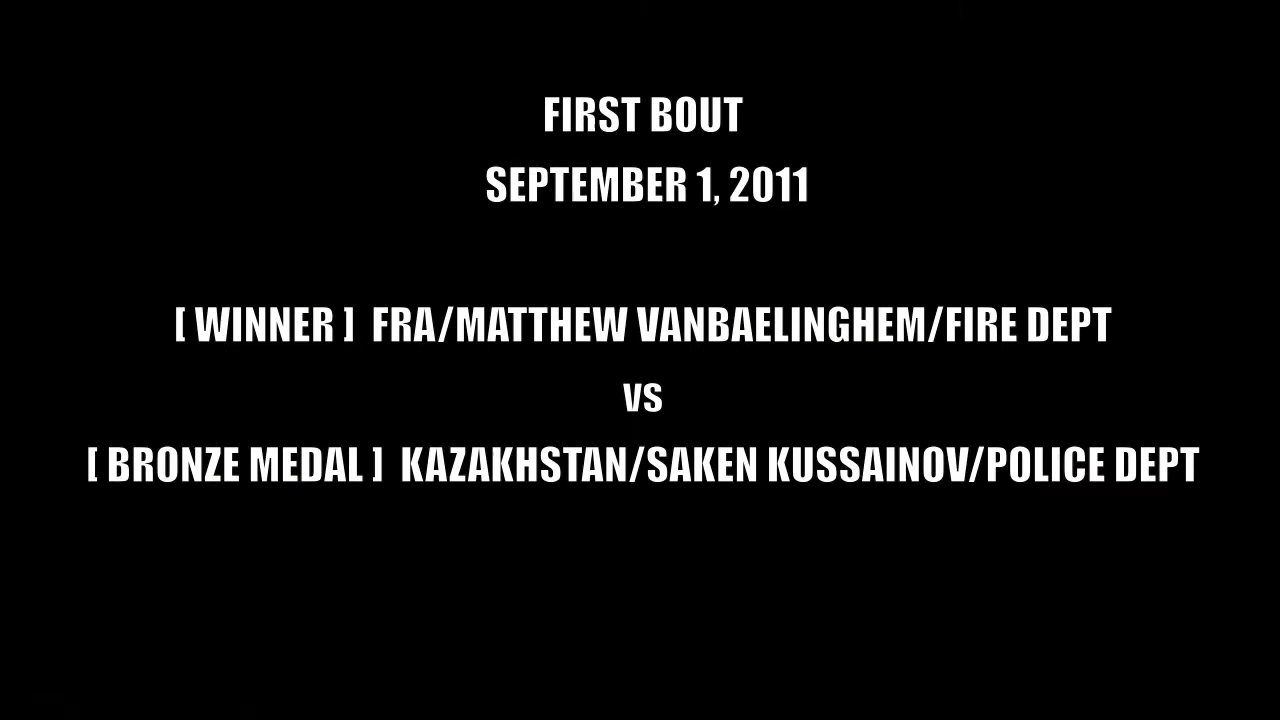 FIRST BOUT
SEPTEMBER 1, 2011
[ WINNER ] FRA/MATTHEW VANBAELINGHEM/FIRE DEPT
VS
[ BRONZE MEDAL ] KAZAKHSTAN/SAKEN KUSSAINOV/POLICE DEPT